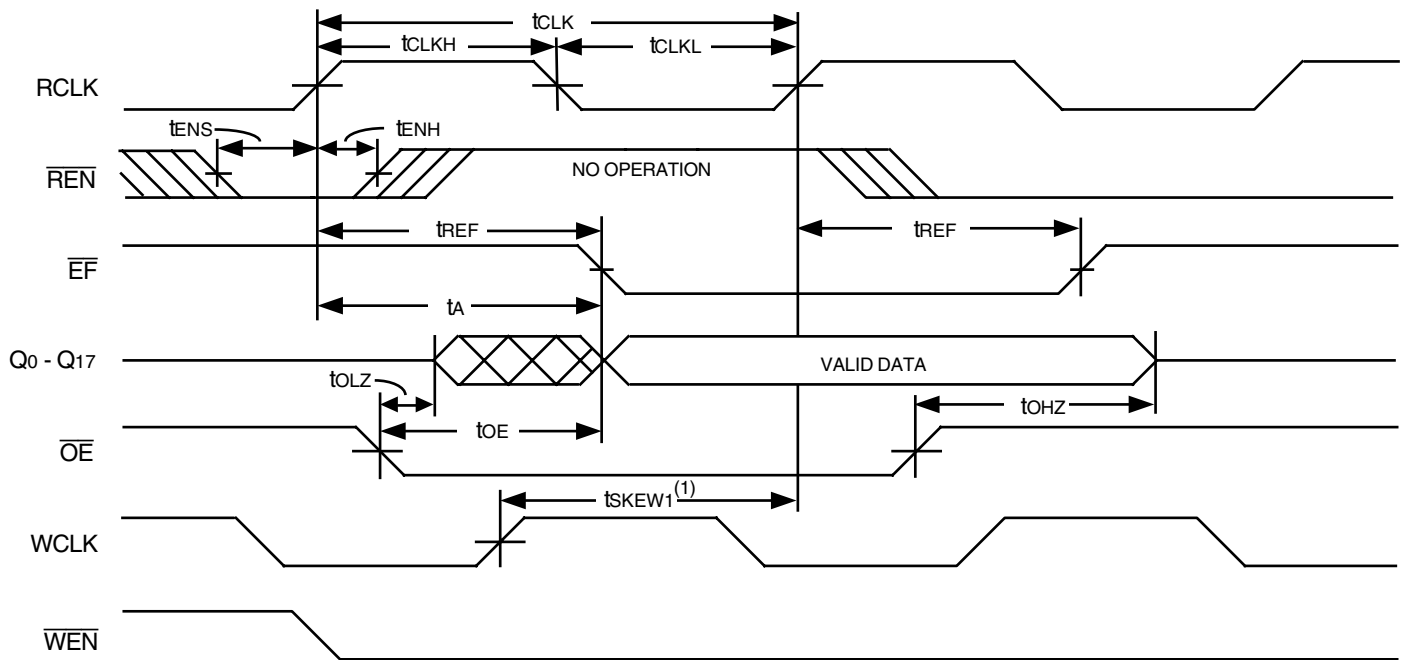 tCLK
tCLKH
tCLKL
RCLK
tENS
tENH
REN
NO OPERATION
tREF
tREF
EF
tA
Q0 - Q17
VALID DATA
tOLZ
tOHZ
tOE
OE
tSKEW1(1)
WCLK
WEN